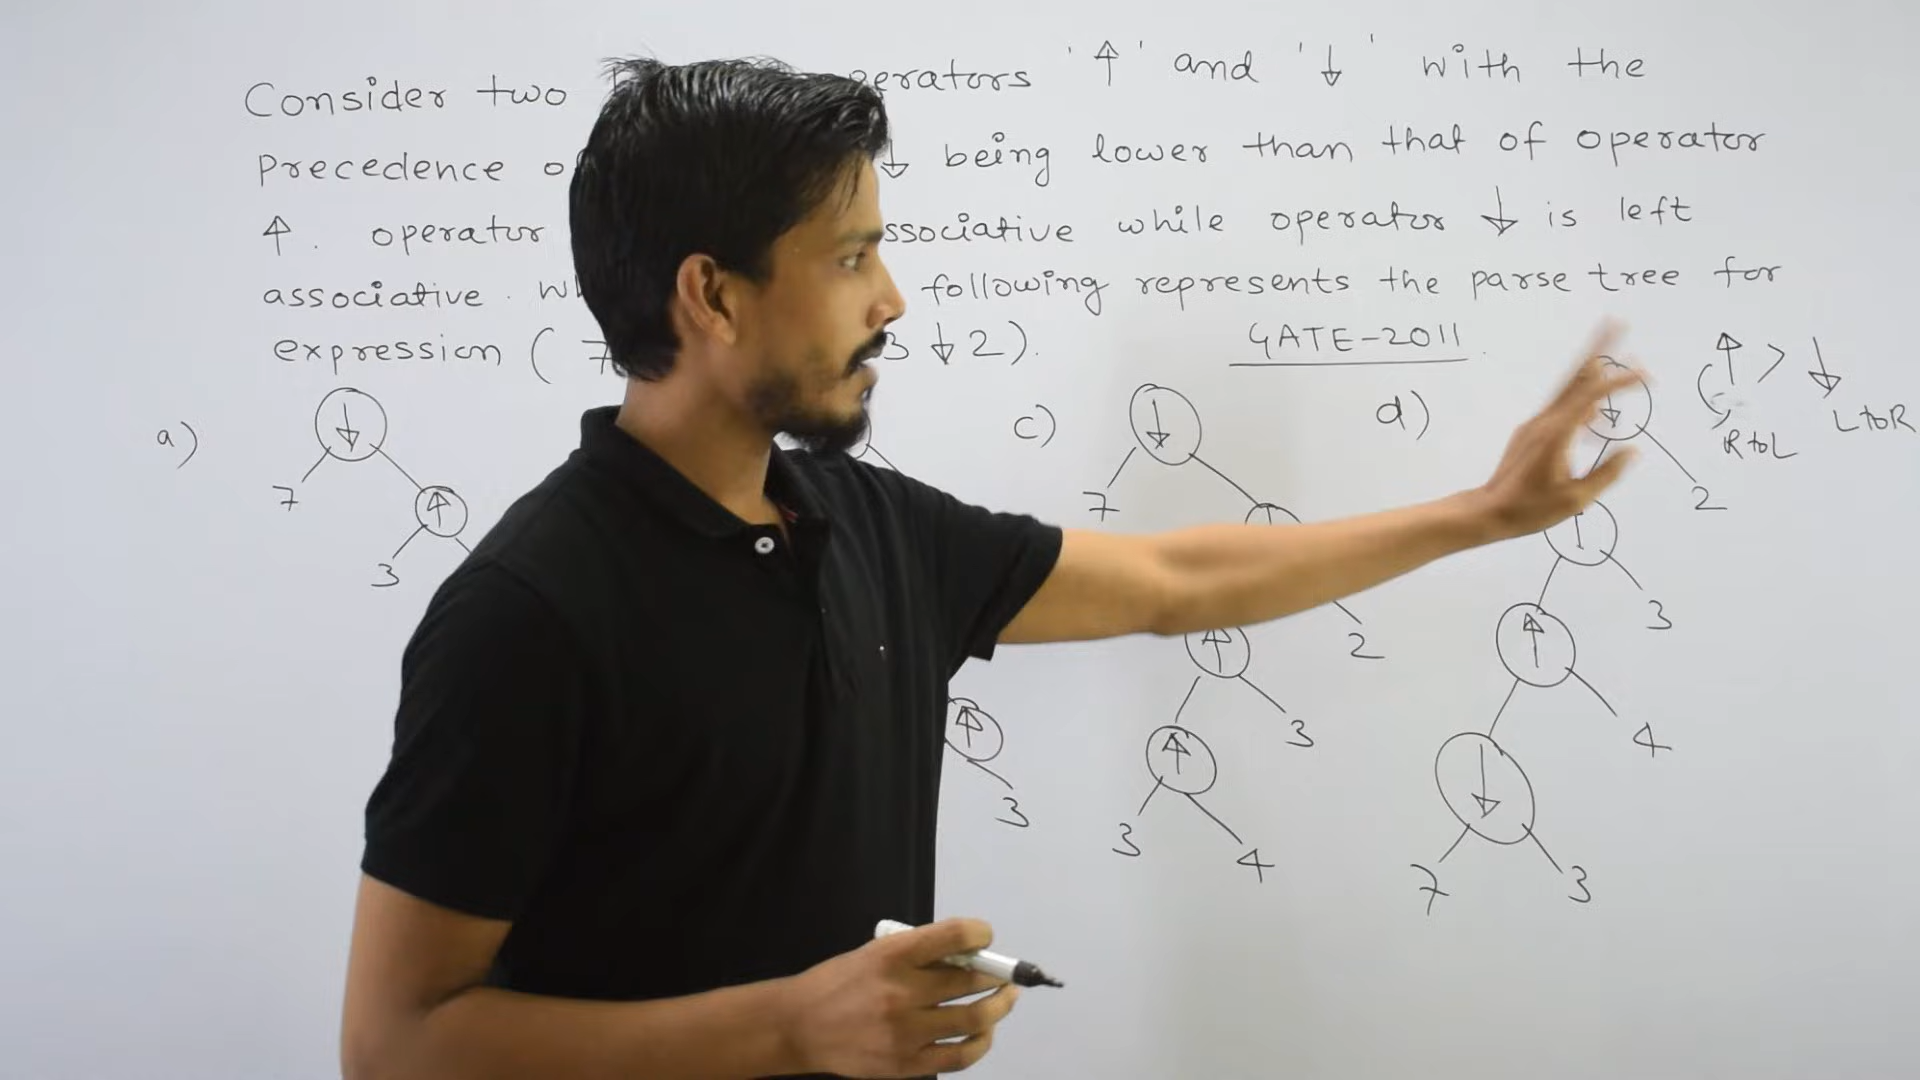 Consider two erators '↑' and '↓' with the
precedence o ↓ being lower than that of operator
↑. operator ssociative while operator ↓ is left
associative. wh following represents the parse tree for
expression ( 7 3 ↓ 2).
GATE-2011
↑ > ↓
R to L
L to R
a)
↓
7
↑
3
c)
↓
7
↑
2
↑
3
↑
3
4
↑
3
d)
↓
2
↑
3
↑
4
↓
7
3